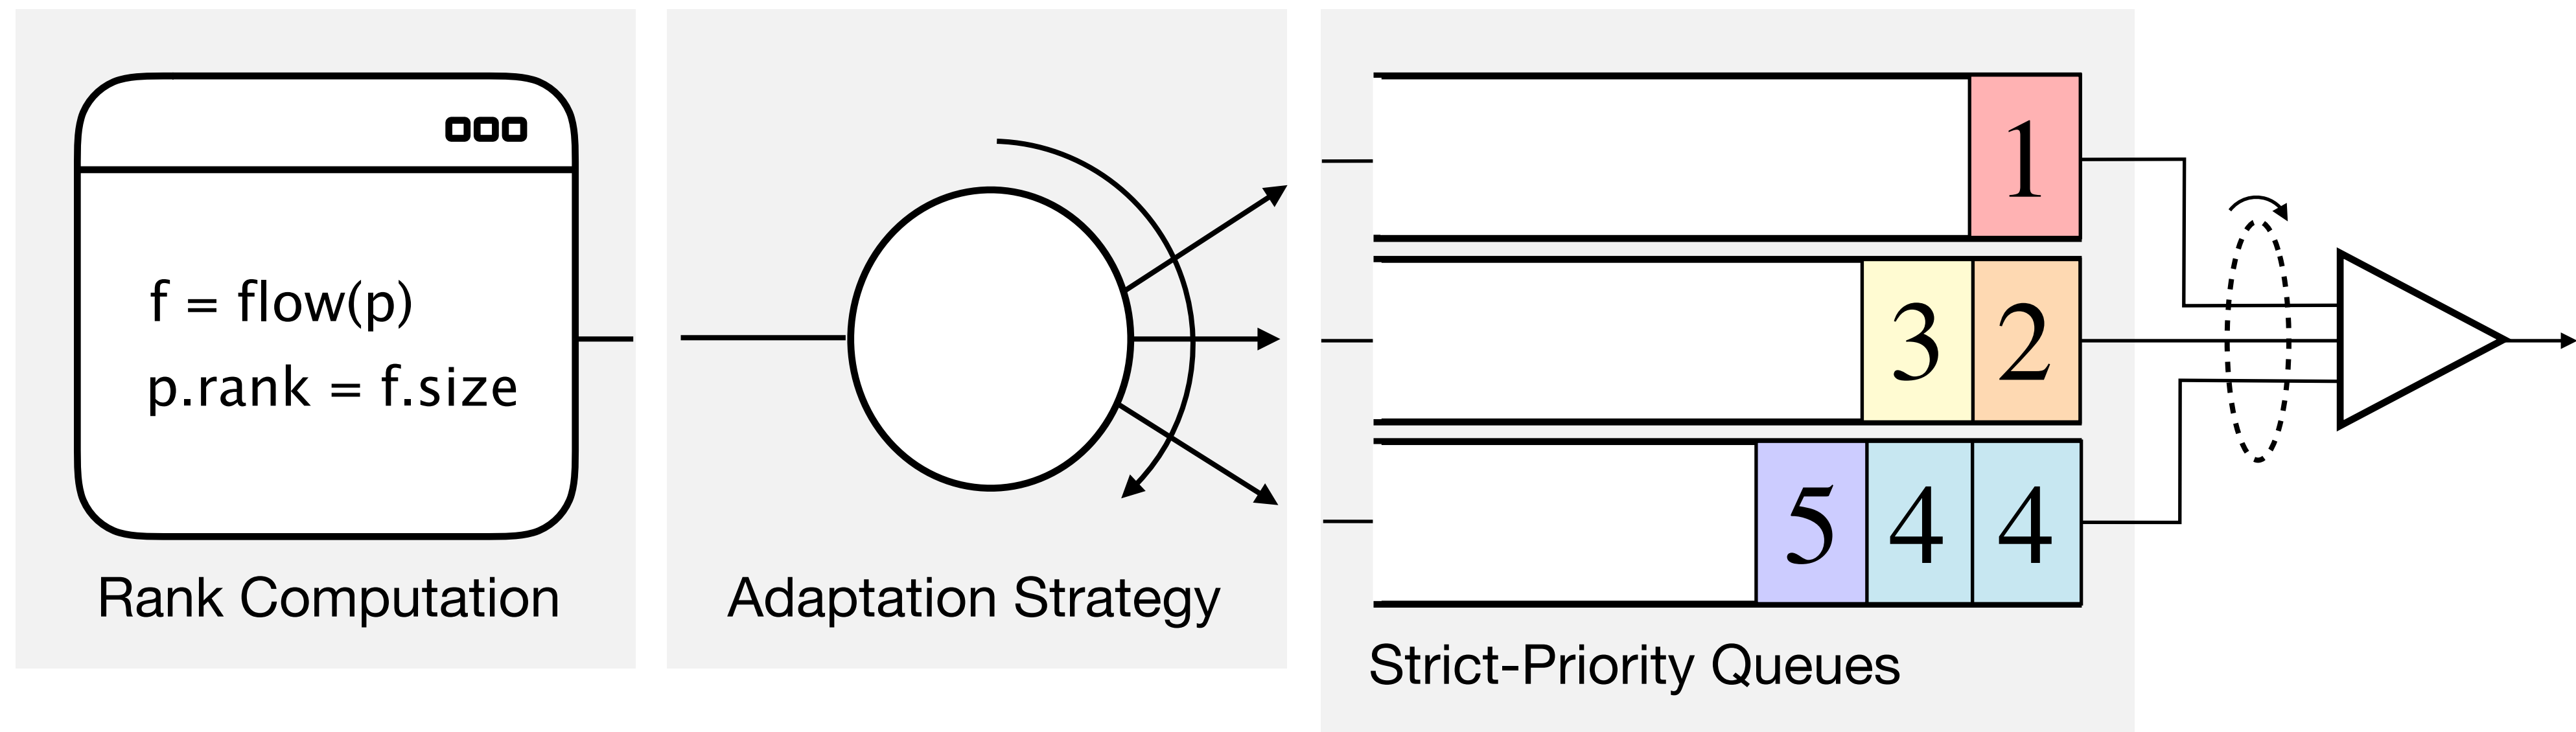 f = flow(p)
p.rank = f.size
Rank Computation
Adaptation Strategy
1
3 2
5 4 4
Strict-Priority Queues